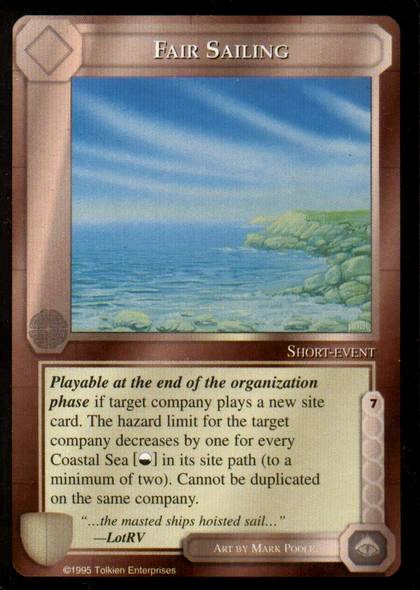 FAIR SAILING
SHORT-EVENT
Playable at the end of the organization
phase if target company plays a new site
card. The hazard limit for the target
company decreases by one for every
Coastal Sea [] in its site path (to a
minimum of two). Cannot be duplicated
on the same company.
7
“…the masted ships hoisted sail…”
—LotRV
ART BY MARK POOLE
©1995 Tolkien Enterprises